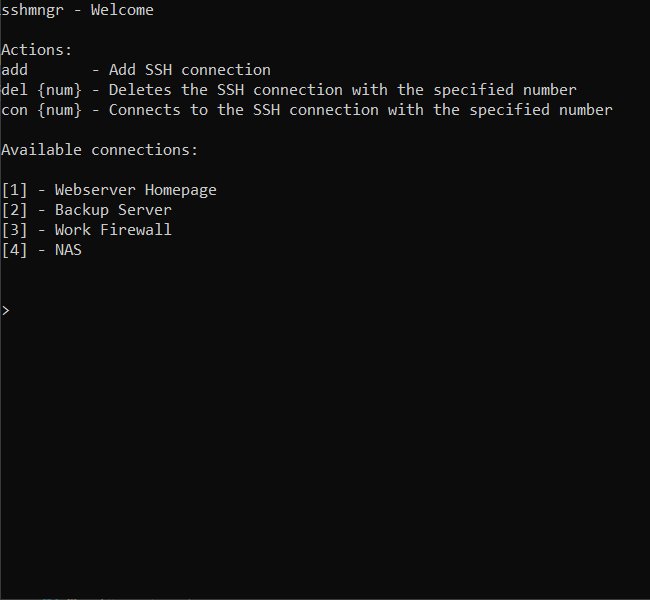 sshmngr - Welcome
Actions:
add       - Add SSH connection
del {num} - Deletes the SSH connection with the specified number
con {num} - Connects to the SSH connection with the specified number
Available connections:
[1] - Webserver Homepage
[2] - Backup Server
[3] - Work Firewall
[4] - NAS
>